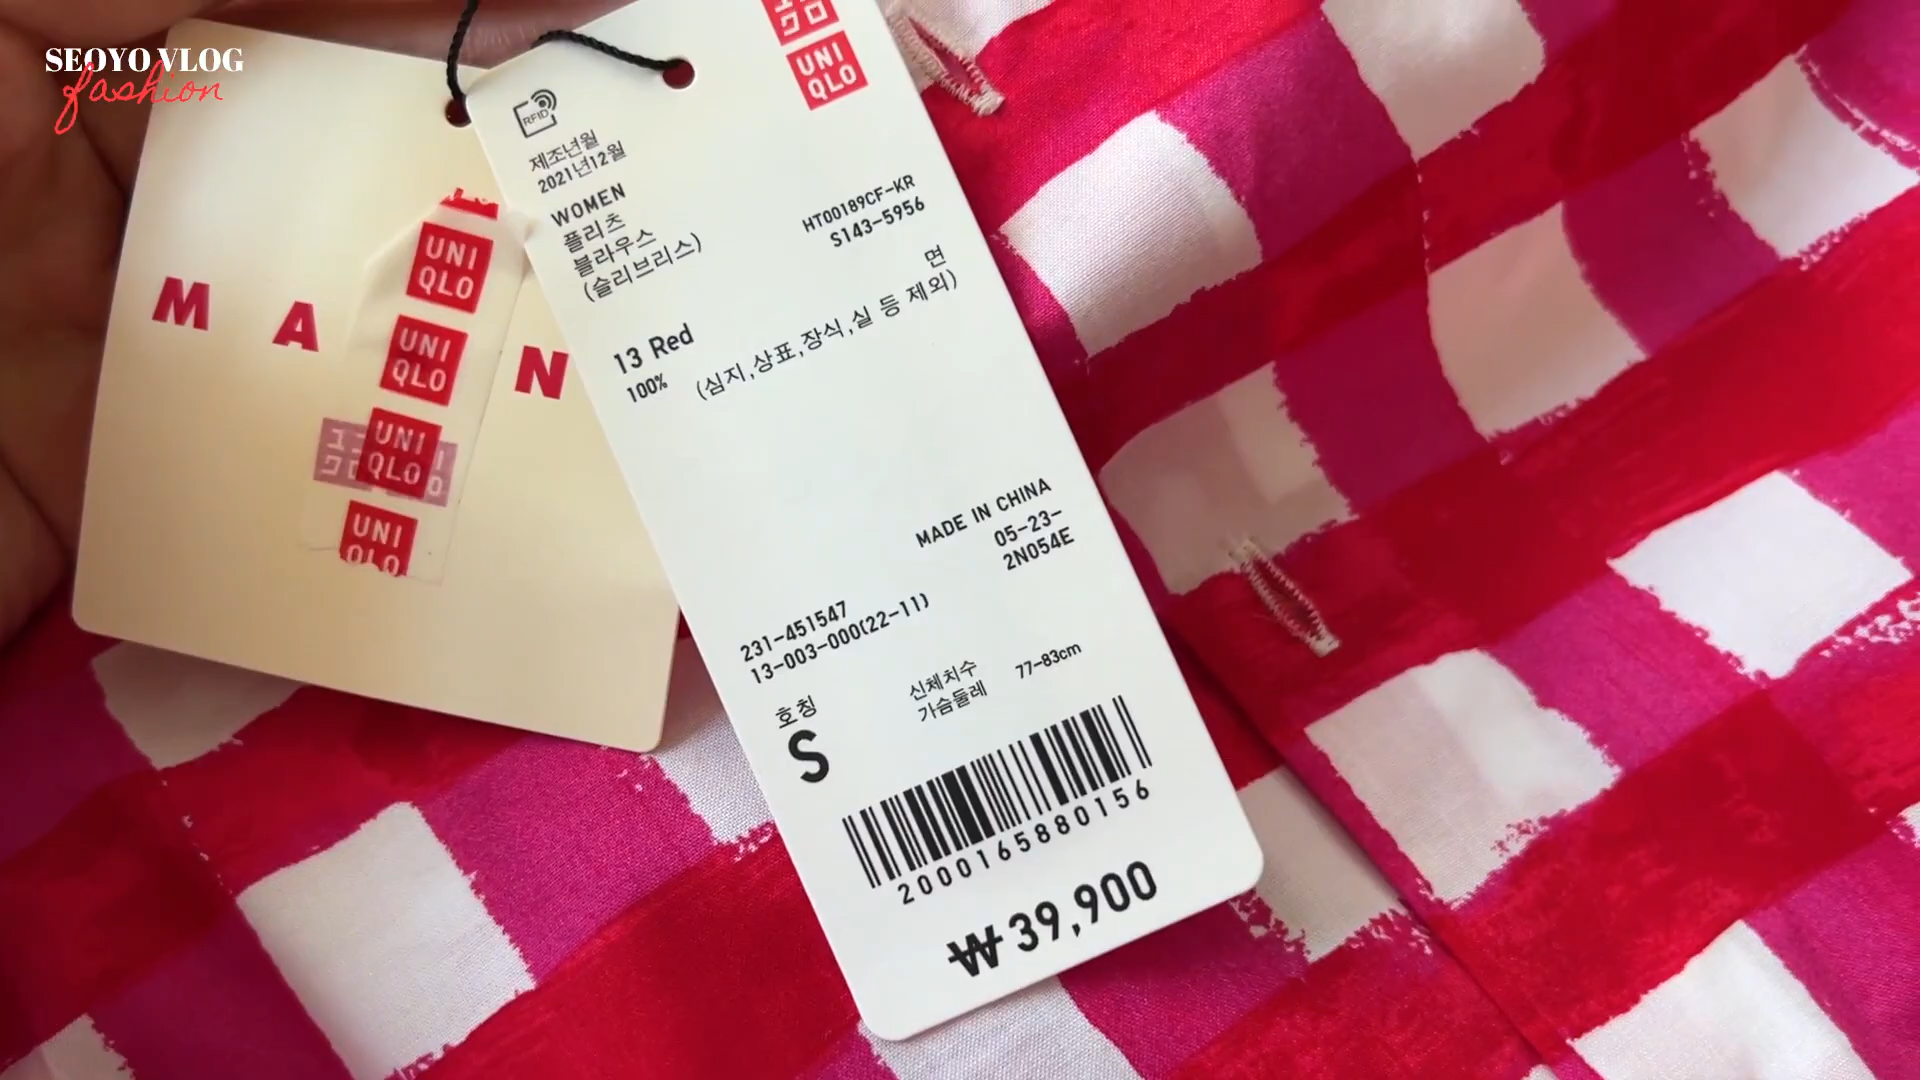 SEOYO VLOG
fashion
M A N
UNI
QLO
UNI
QLO
UNI
QLO
UNI
QLO
UNI
QLO
RFID
제조년월
2021년12월
WOMEN
플리츠
블라우스
(슬리브리스)
HT00189CF-KR
S143-5956
면
13 Red
100%
(심지,상표,장식,실 등 제외)
MADE IN CHINA
05-23-
2N054E
231-451547
13-003-000(22-11)
호칭
S
신체치수
가슴둘레
77-83cm
2000165880156
₩39,900